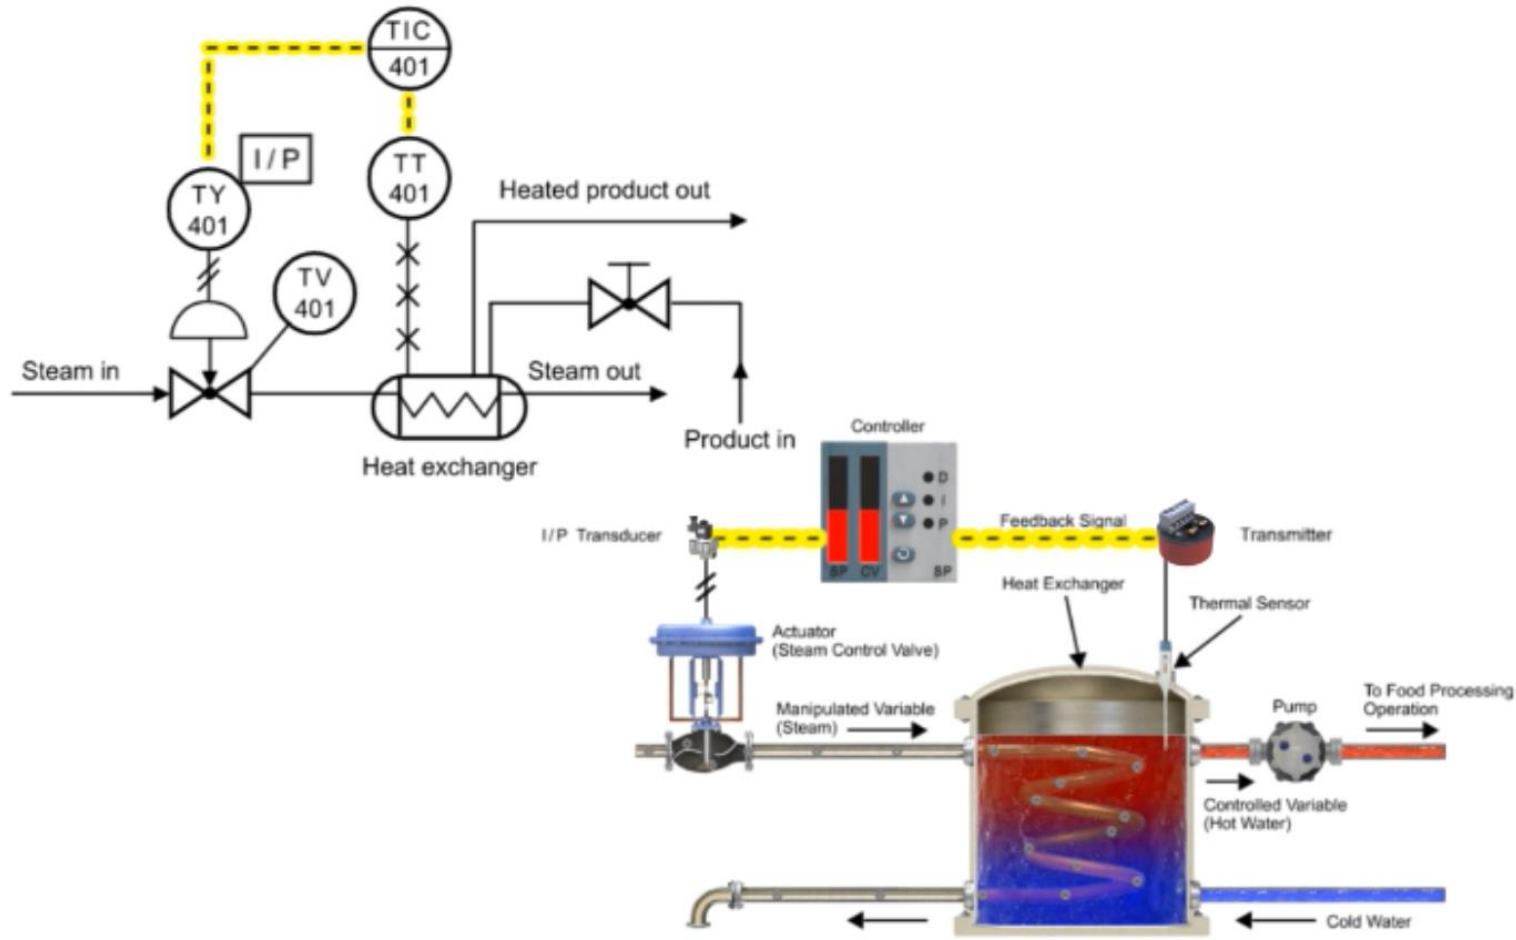 TIC
401
I / P
TT
401
TY
401
Heated product out
TV
401
Steam in
Steam out
Product in
Heat exchanger
Controller
D
I
P
SP
CV
SP
I / P Transducer
Feedback Signal
Transmitter
Heat Exchanger
Thermal Sensor
Actuator
(Steam Control Valve)
Manipulated Variable
(Steam)
Pump
To Food Processing
Operation
Controlled Variable
(Hot Water)
Cold Water